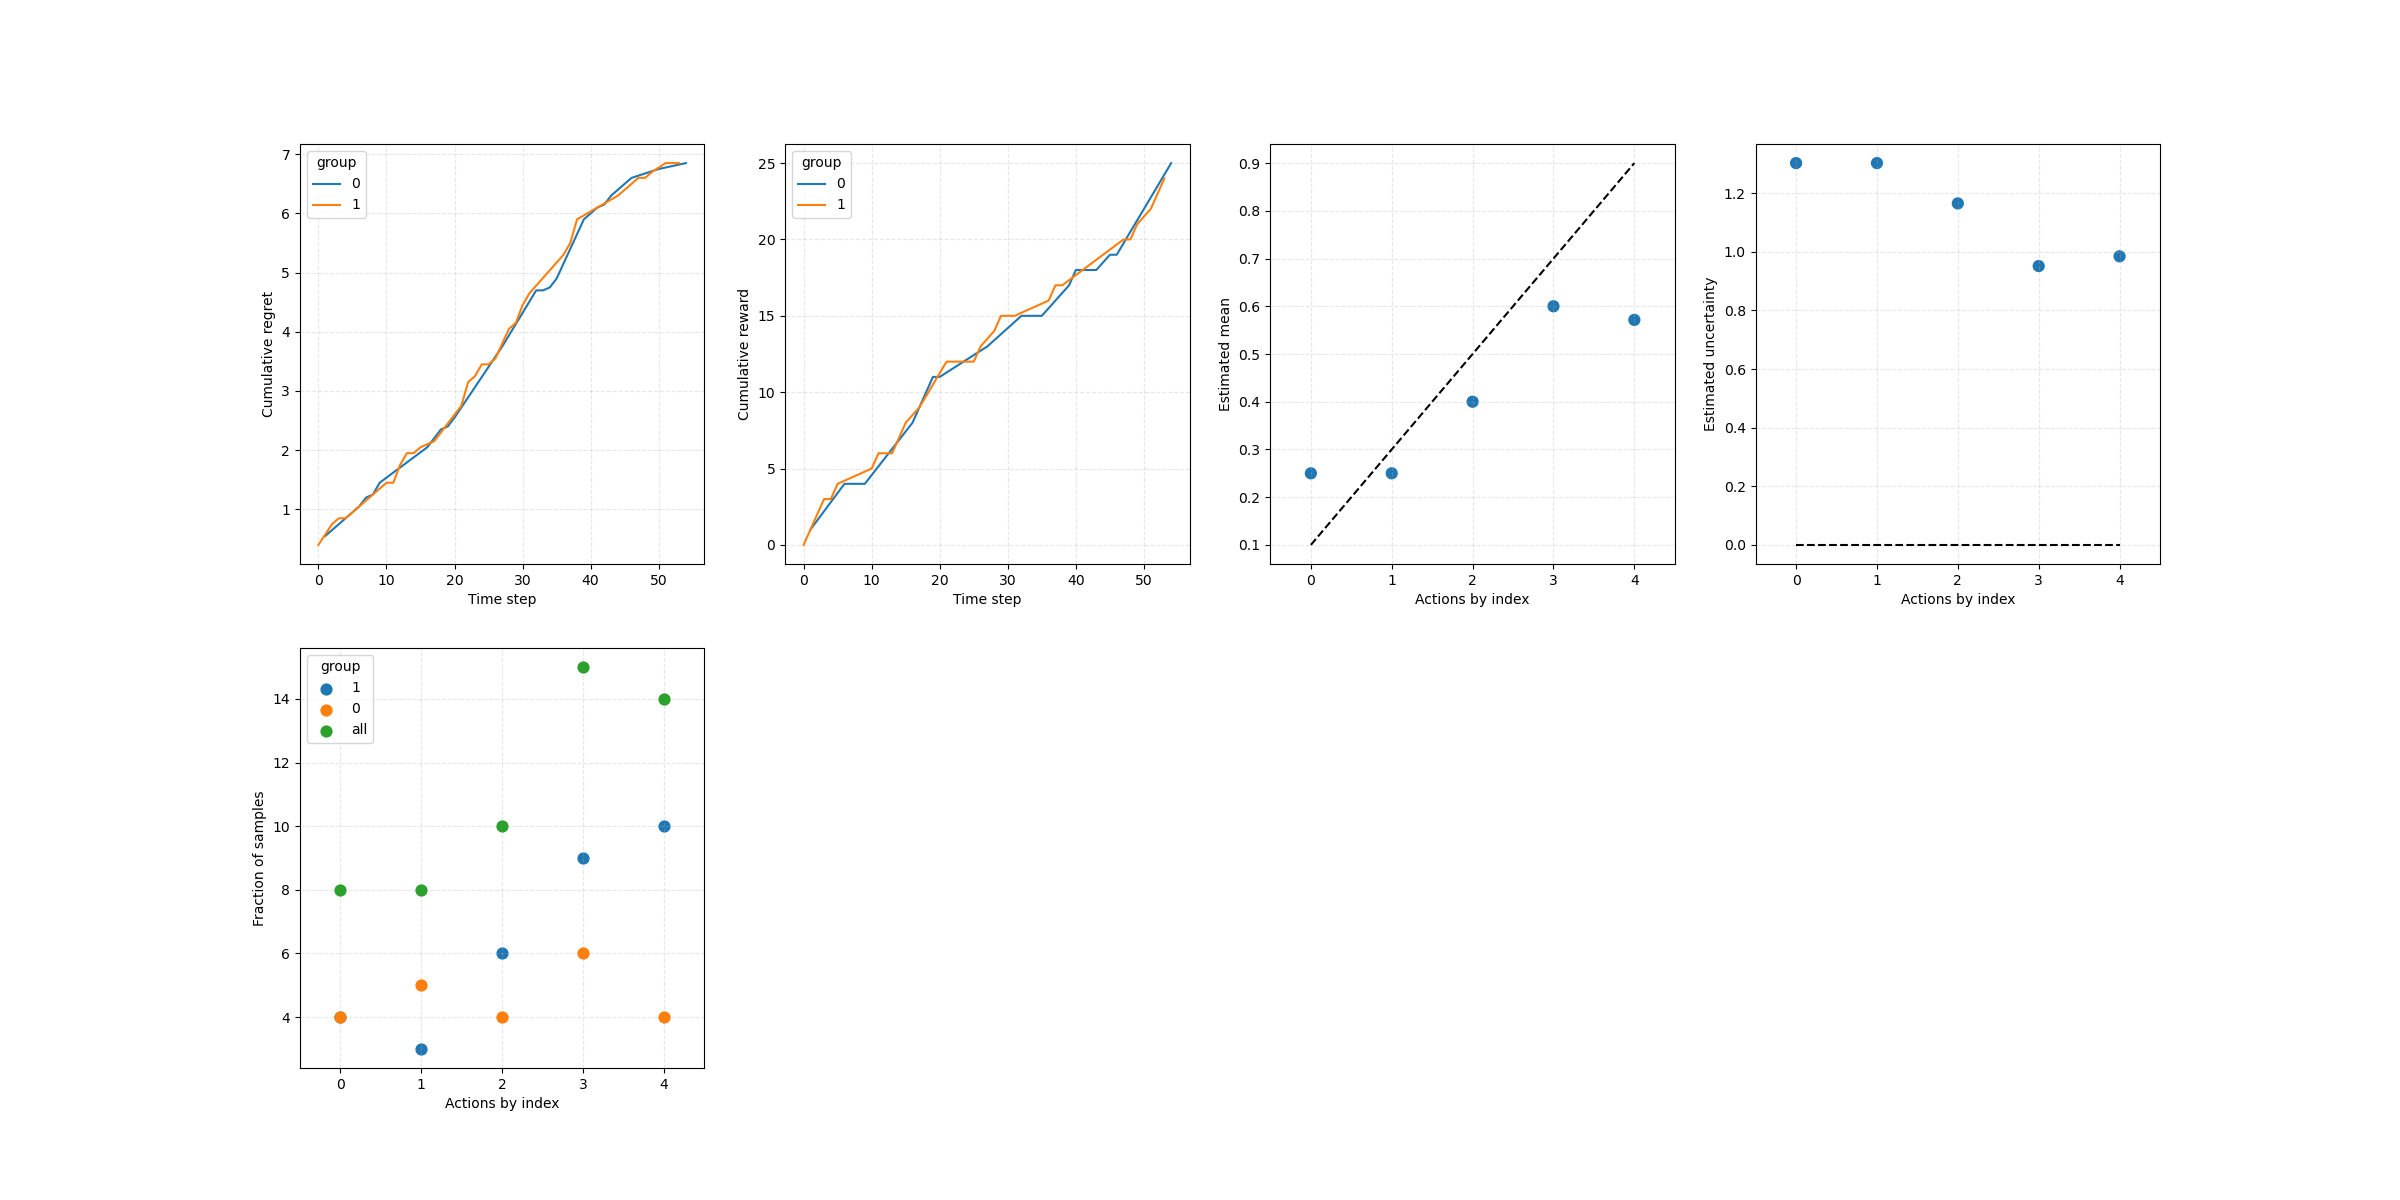 group
0
1
7
6
5
4
3
2
1
Cumulative regret
0 10 20 30 40 50
Time step
group
0
1
25
20
15
10
5
0
Cumulative reward
0 10 20 30 40 50
Time step
0.9
0.8
0.7
0.6
0.5
0.4
0.3
0.2
0.1
Estimated mean
0 1 2 3 4
Actions by index
1.2
1.0
0.8
0.6
0.4
0.2
0.0
Estimated uncertainty
0 1 2 3 4
Actions by index
group
1
0
all
14
12
10
8
6
4
Fraction of samples
0 1 2 3 4
Actions by index